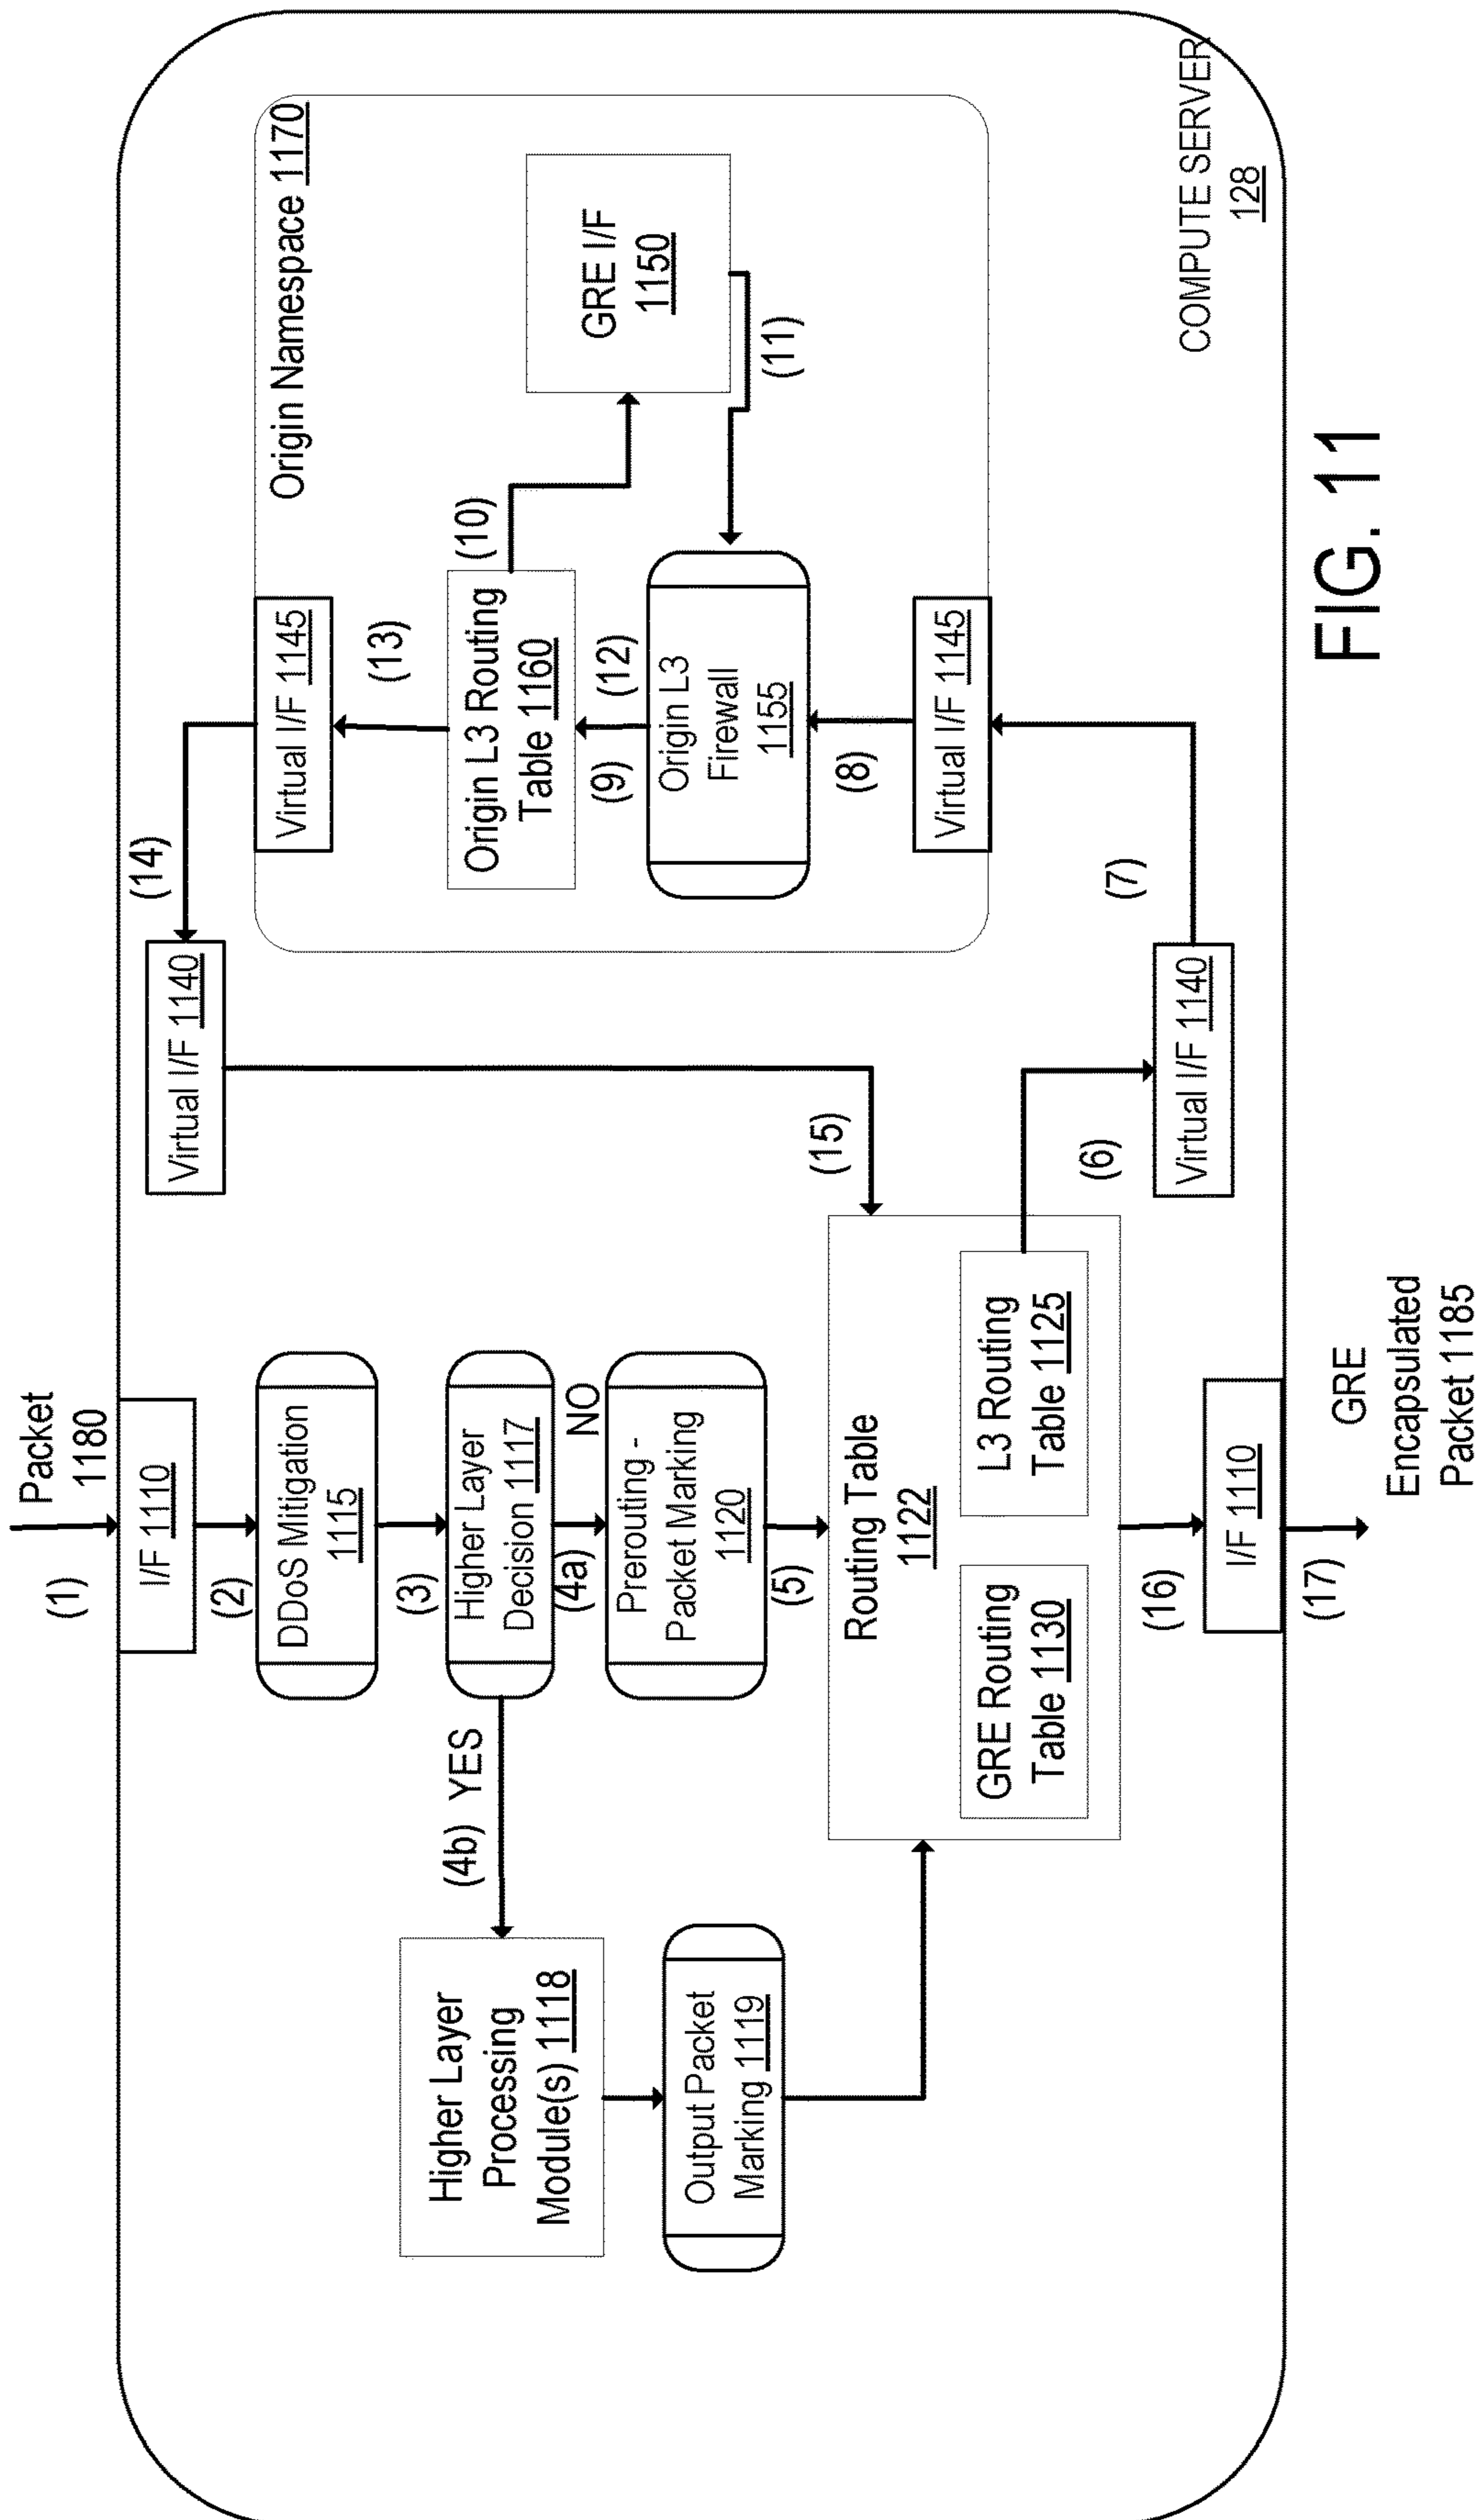 Packet
1180
(1)
I/F 1110
(2)
DDoS Mitigation
1115
(3)
Higher Layer
Decision 1117
(4a)
NO
(4b) YES
Higher Layer
Processing
Module(s) 1118
Output Packet
Marking 1119
Prerouting -
Packet Marking
1120
(5)
Routing Table
1122
GRE Routing
Table 1130
L3 Routing
Table 1125
(6)
Virtual I/F 1140
(7)
Virtual I/F 1145
(8)
Origin L3
Firewall
1155
(9)
(12)
Origin L3 Routing
Table 1160
(10)
GRE I/F
1150
(11)
Origin Namespace 1170
(13)
Virtual I/F 1145
(14)
Virtual I/F 1140
(15)
(16)
I/F 1110
(17)
GRE
Encapsulated
Packet 1185
COMPUTE SERVER
128
FIG. 11